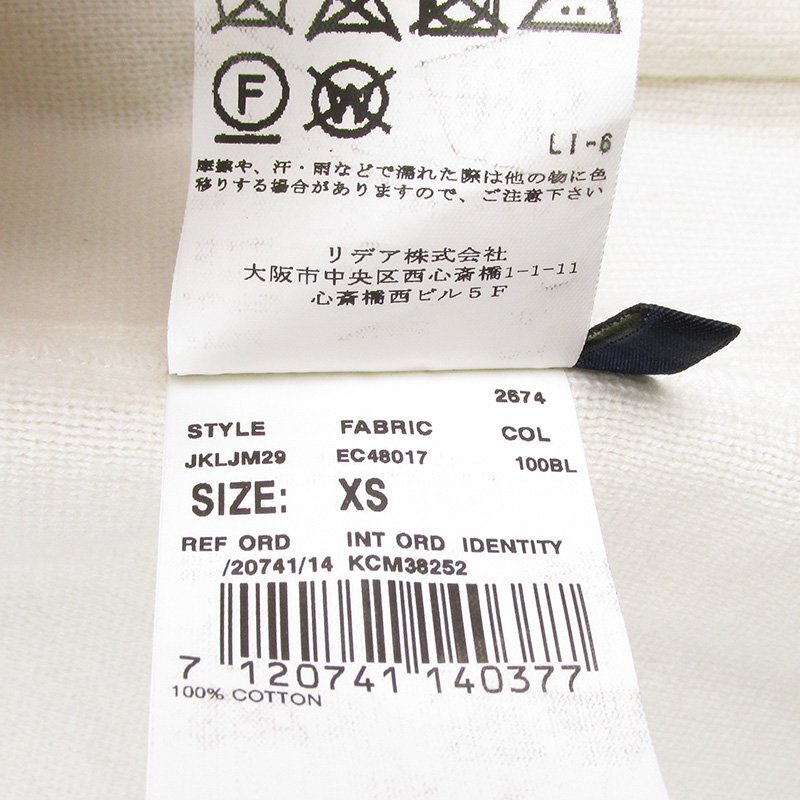 F
W
LI-6
摩擦や、汗・雨などで濡れた際は他の物に色
移りする場合がありますので、ご注意下さい
リデア株式会社
大阪市中央区西心斎橋1-1-11
心斎橋西ビル5F
2674
STYLE FABRIC COL
JKLJM29 EC48017 100BL
SIZE: XS
REF ORD INT ORD IDENTITY
/20741/14 KCM38252
7 120741 140377
100% COTTON